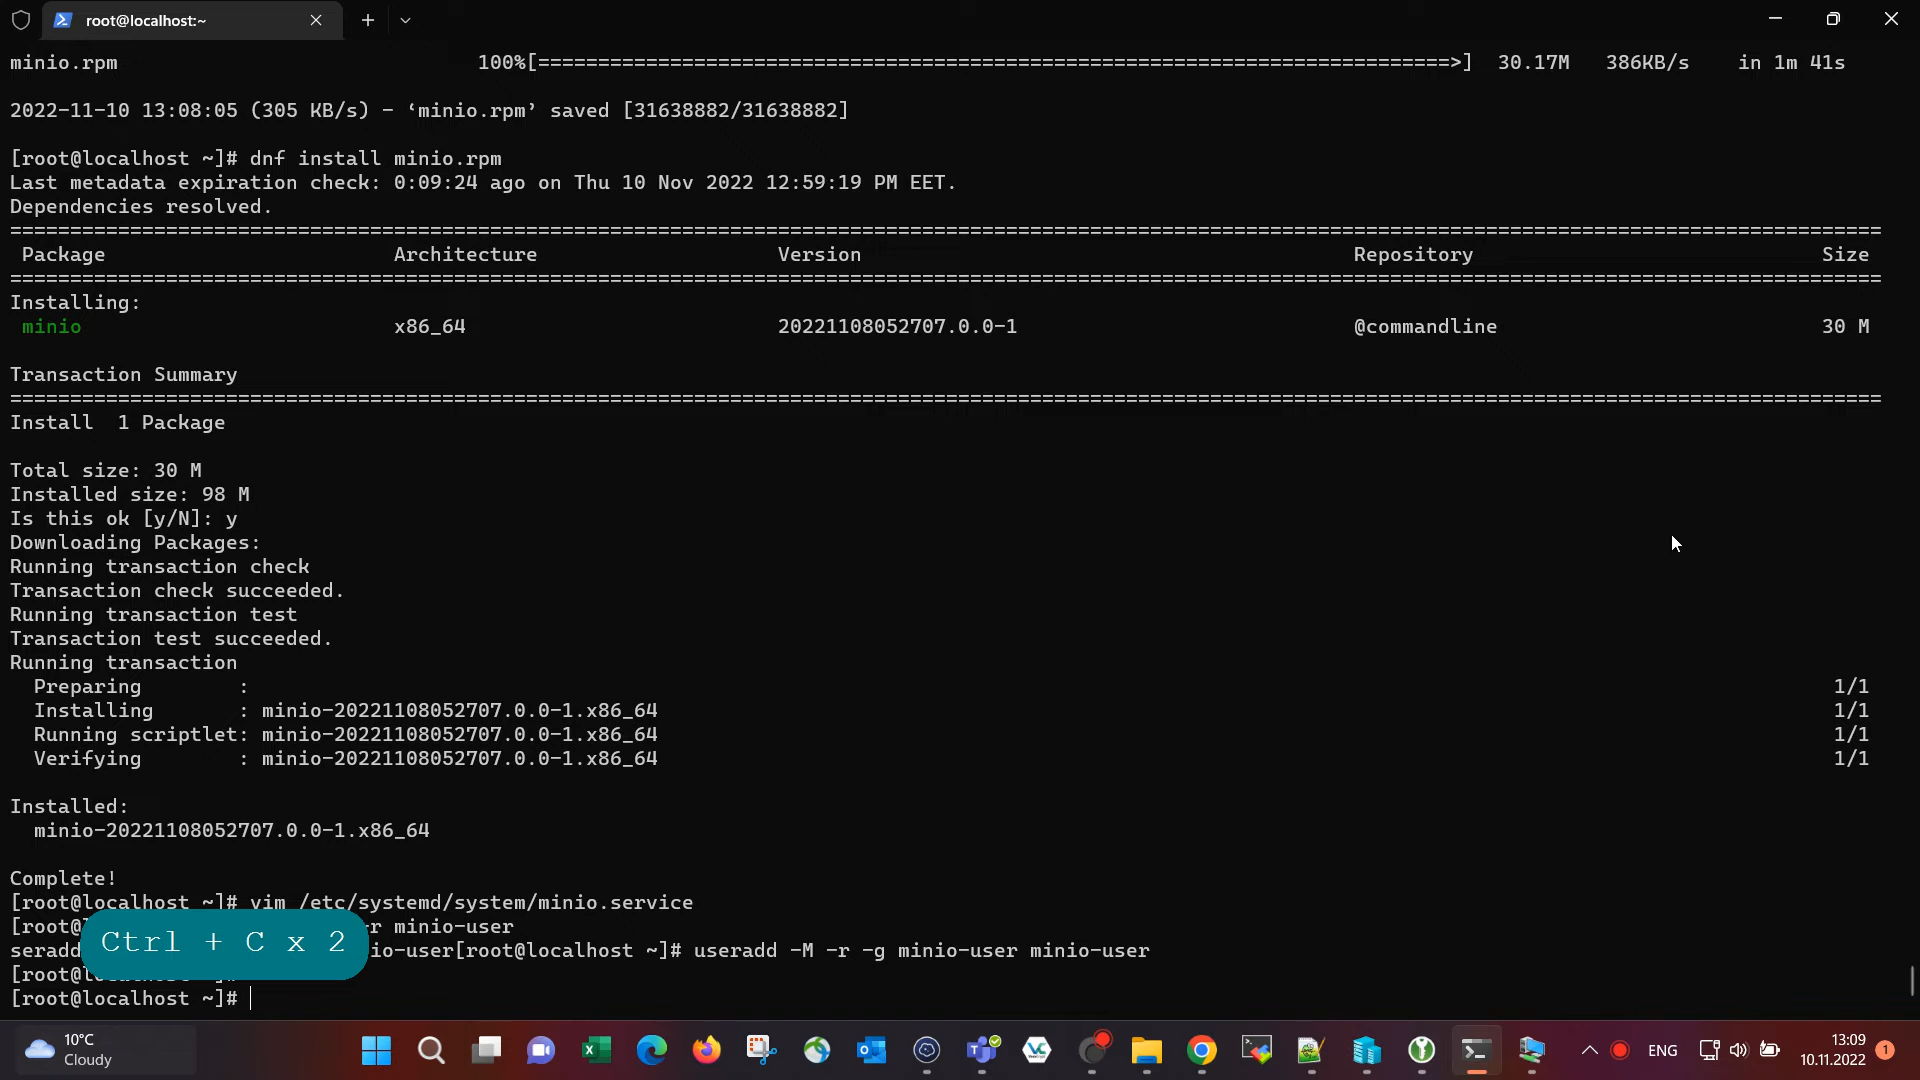 root@localhost:~
minio.rpm 100%[============================================================================>] 30.17M 386KB/s in 1m 41s
2022-11-10 13:08:05 (305 KB/s) - ‘minio.rpm’ saved [31638882/31638882]
[root@localhost ~]# dnf install minio.rpm
Last metadata expiration check: 0:09:24 ago on Thu 10 Nov 2022 12:59:19 PM EET.
Dependencies resolved.
Package Architecture Version Repository Size
Installing:
minio x86_64 20221108052707.0.0-1 @commandline 30 M
Transaction Summary
Install 1 Package
Total size: 30 M
Installed size: 98 M
Is this ok [y/N]: y
Downloading Packages:
Running transaction check
Transaction check succeeded.
Running transaction test
Transaction test succeeded.
Running transaction
Preparing : 1/1
Installing : minio-20221108052707.0.0-1.x86_64 1/1
Running scriptlet: minio-20221108052707.0.0-1.x86_64 1/1
Verifying : minio-20221108052707.0.0-1.x86_64 1/1
Installed:
minio-20221108052707.0.0-1.x86_64
Complete!
[root@localhost ~]# vim /etc/systemd/system/minio.service
[root@ r minio-user
seradd io-user[root@localhost ~]# useradd -M -r -g minio-user minio-user
[root@l
[root@localhost ~]#
Ctrl + C x 2
10°C
Cloudy
ENG
13:09
10.11.2022
1